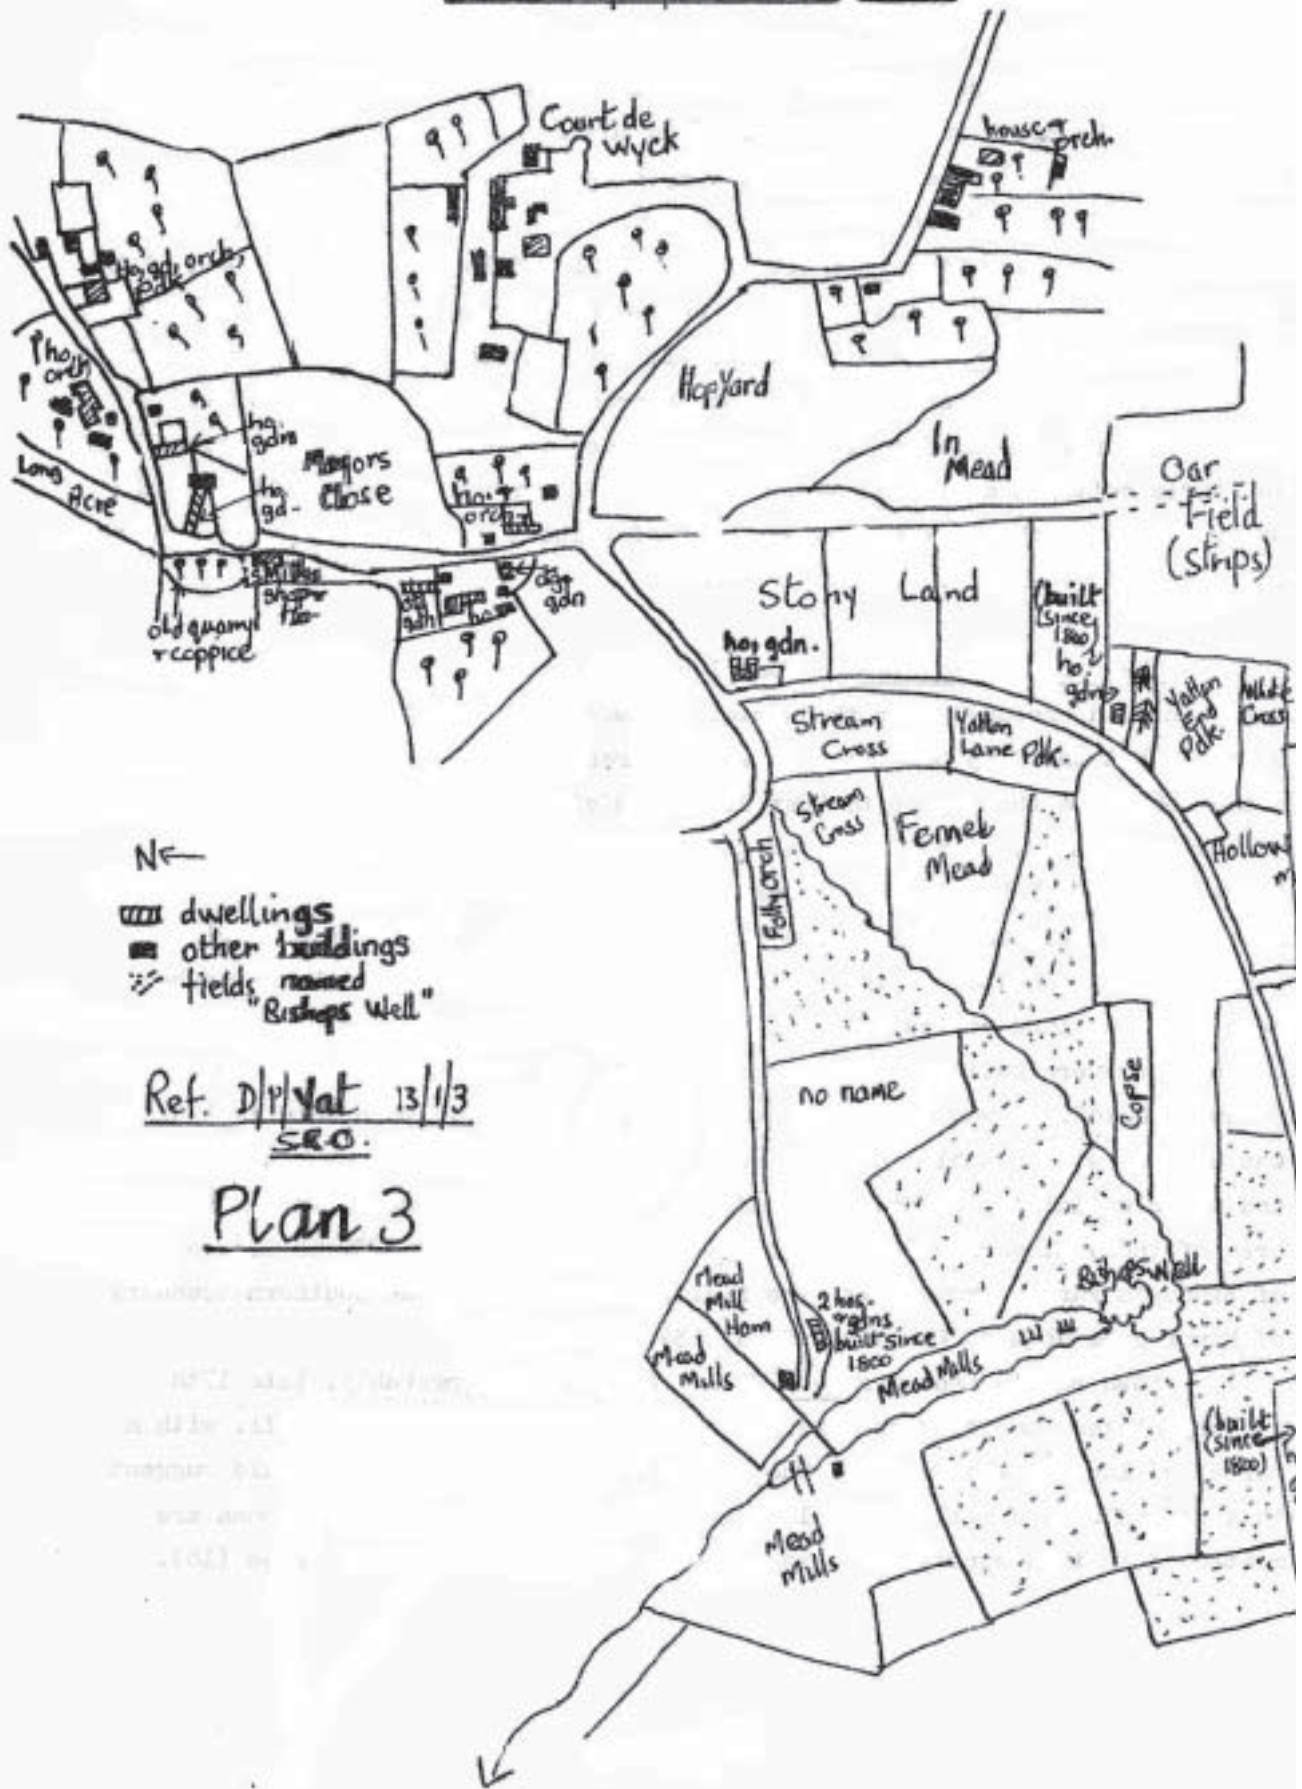 Court de
Wyck
house &
orch.
Ho, gd, orch,
pdk
ho,
orch
Long
Acre
ho.
gdn
ho,
gd-
Mayors
Close
ho. &
orch
Hop Yard
In
Mead
Oar
Field
(strips)
Smiths
shop &
ho-
old quarry
& coppice
gdn
ho
gdn
Stony Land
ho, gdn.
(built
(since
1800)
ho. &
gdn
Yatton
End
Pdk.
White
Cross
Stream
Cross
Yatton
Lane Pdk.
Stream
Cross
Fennel
Mead
Hollow
m
Folly orch
N←
dwellings
other buildings
fields named
"Bishops Well"
Ref. D/P/Yat 13/1/3
S.R.O.
Plan 3
no name
Copse
Bishops Well
Mead
Mill
Ham
Mead
Mills
2 hos.
& gdns
built since
1800
Mead Mills
(built
(since
1800)
Mead
Mills